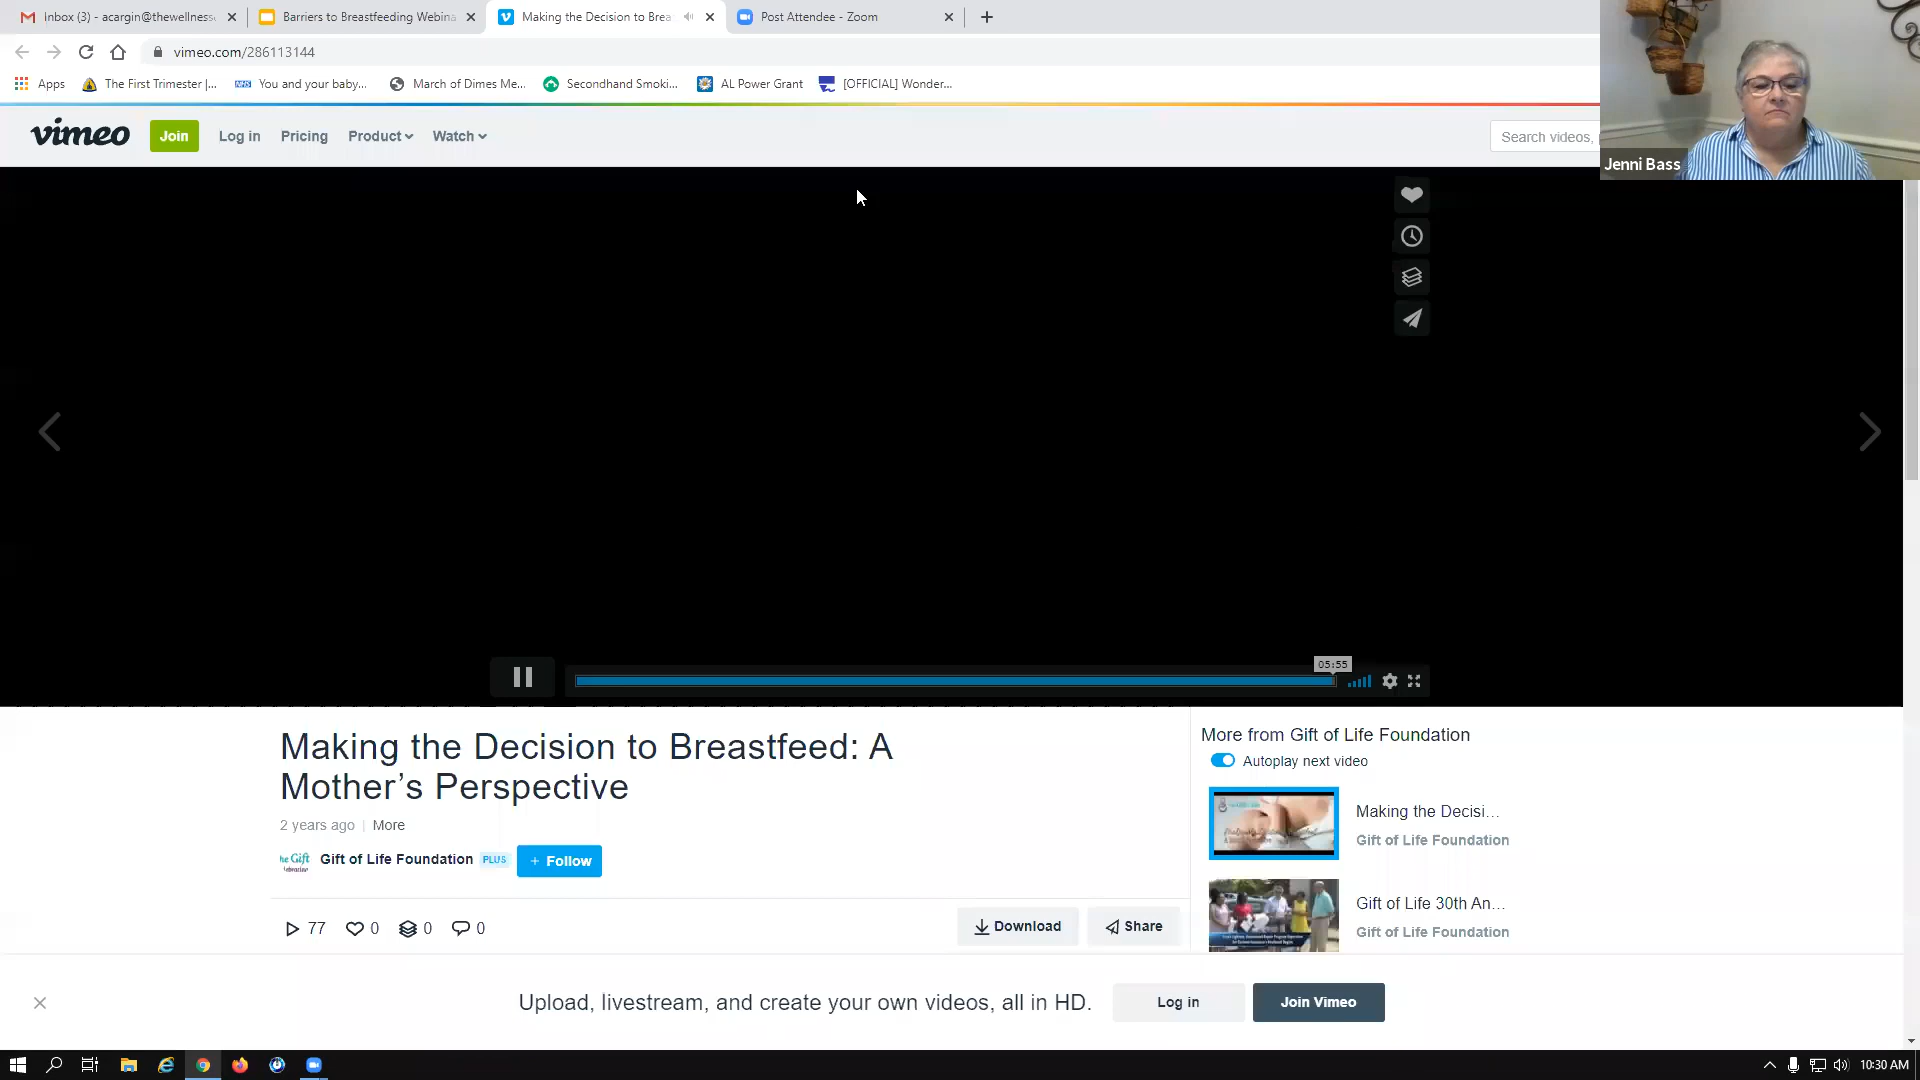 Inbox (3) - acargin@thewellness
Barriers to Breastfeeding Webina
Making the Decision to Brea
Post Attendee - Zoom
vimeo.com/286113144
Apps
The First Trimester |...
You and your baby...
March of Dimes Me...
Secondhand Smoki...
AL Power Grant
[OFFICIAL] Wonder...
vimeo
Join
Log in
Pricing
Product
Watch
Search videos,
Jenni Bass
05:55
Making the Decision to Breastfeed: A
Mother’s Perspective
2 years ago | More
Gift of Life Foundation PLUS
+ Follow
77
0
0
0
Download
Share
More from Gift of Life Foundation
Autoplay next video
Making the Decisi...
Gift of Life Foundation
Gift of Life 30th An...
Gift of Life Foundation
Upload, livestream, and create your own videos, all in HD.
Log in
Join Vimeo
10:30 AM